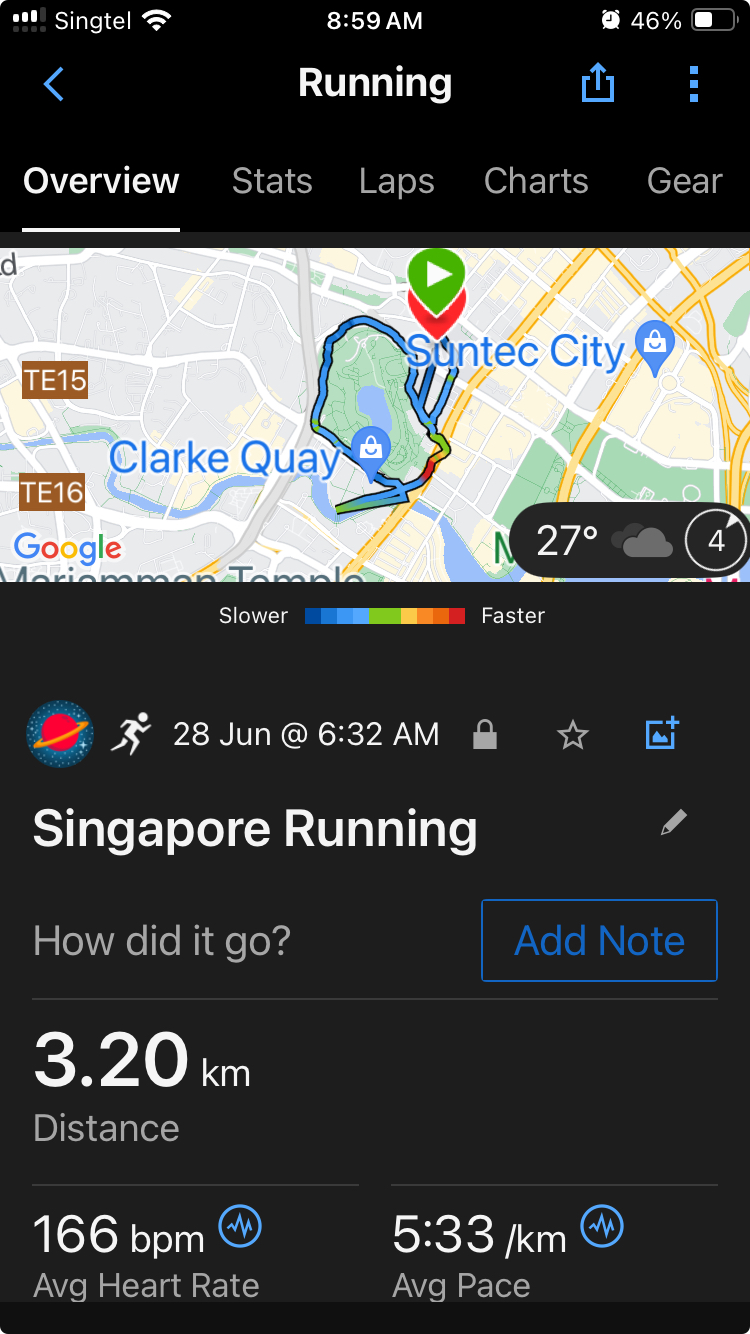 Singtel 8:59 AM 46%
Running
Overview Stats Laps Charts Gear
TE15
Suntec City
Clarke Quay
TE16
27° 4
Google
Mariamman Temple
Slower Faster
28 Jun @ 6:32 AM
Singapore Running
How did it go? Add Note
3.20 km
Distance
166 bpm 5:33 /km
Avg Heart Rate Avg Pace